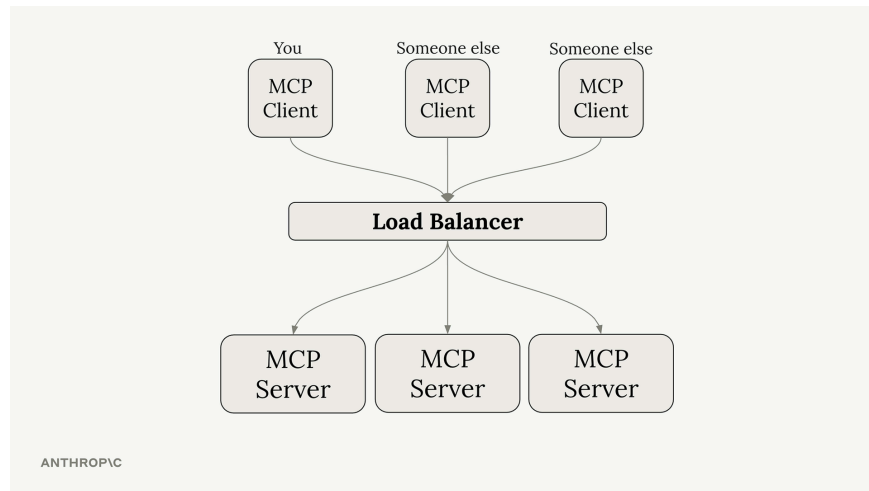 You
Someone else
Someone else
MCP
Client
MCP
Client
MCP
Client
Load Balancer
MCP
Server
MCP
Server
MCP
Server
ANTHROP\C